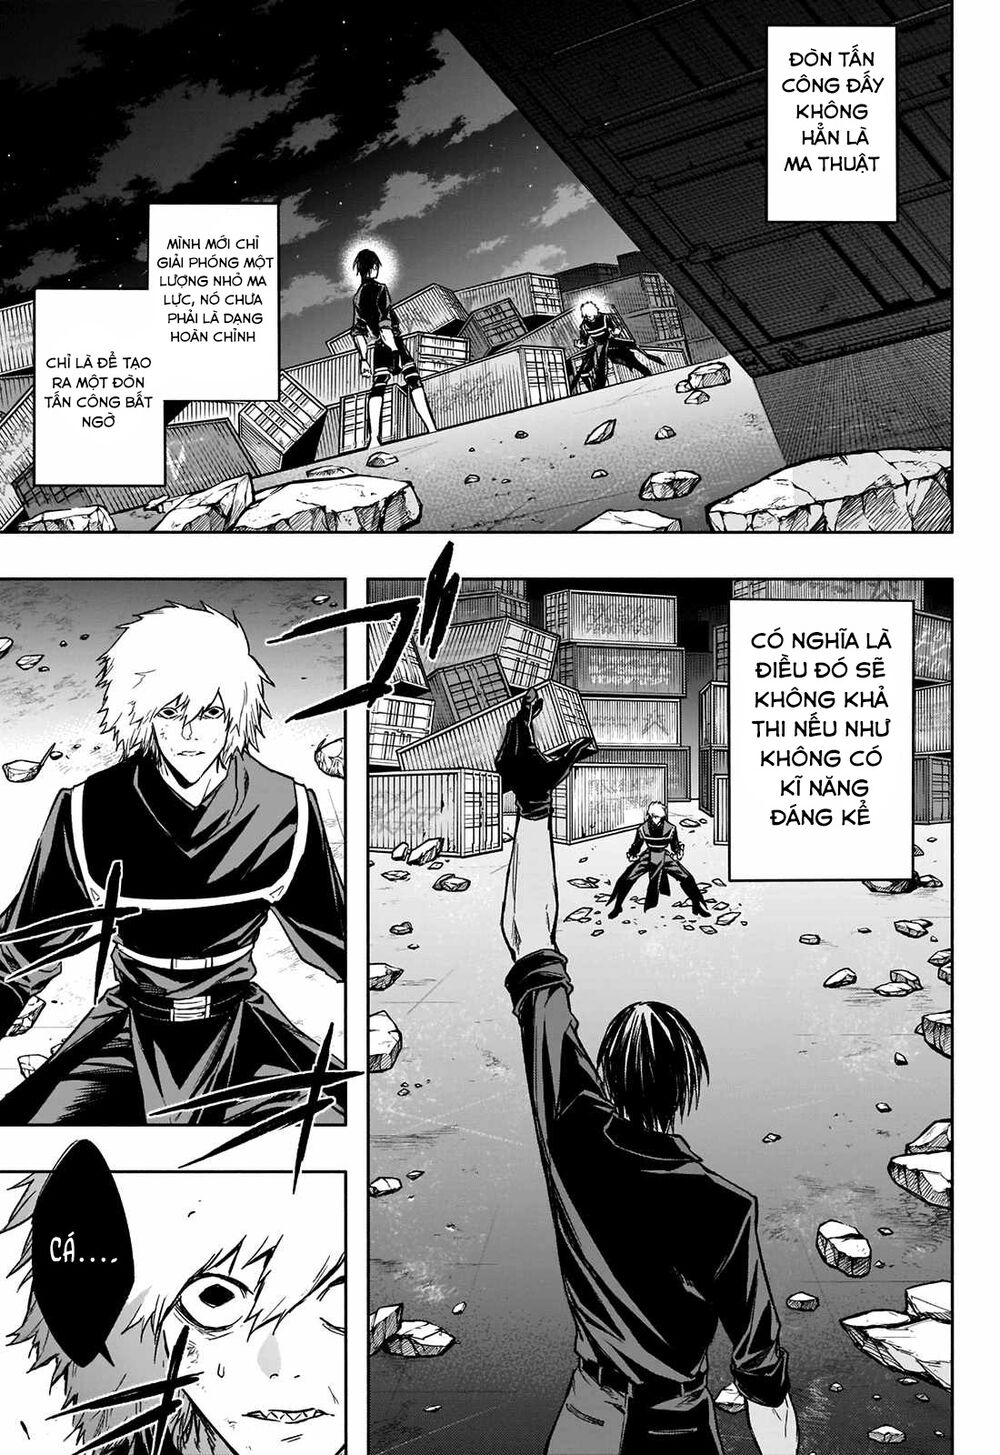 ĐÒN TẤN
CÔNG ĐẤY
KHÔNG
HẲN LÀ
MA THUẬT
MÌNH MỚI CHỈ
GIẢI PHÓNG MỘT
LƯỢNG NHỎ MA
LỰC, NÓ CHƯA
PHẢI LÀ DẠNG
HOÀN CHỈNH
CHỈ LÀ ĐỂ TẠO
RA MỘT ĐÒN
TẤN CÔNG BẤT
NGỜ
CÓ NGHĨA LÀ
ĐIỀU ĐÓ SẼ
KHÔNG KHẢ
THI NẾU NHƯ
KHÔNG CÓ
KĨ NĂNG
ĐÁNG KỂ
CÁ....